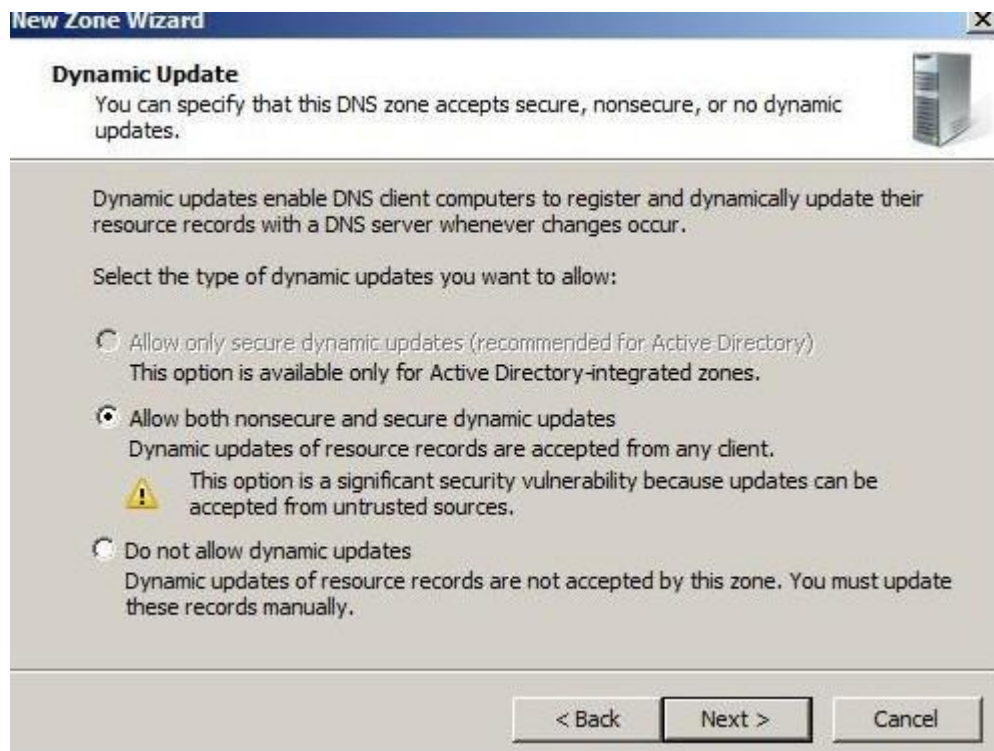 New Zone Wizard
Dynamic Update
You can specify that this DNS zone accepts secure, nonsecure, or no dynamic
updates.
Dynamic updates enable DNS client computers to register and dynamically update their
resource records with a DNS server whenever changes occur.
Select the type of dynamic updates you want to allow:
Allow only secure dynamic updates (recommended for Active Directory)
This option is available only for Active Directory-integrated zones.
Allow both nonsecure and secure dynamic updates
Dynamic updates of resource records are accepted from any client.
This option is a significant security vulnerability because updates can be
accepted from untrusted sources.
Do not allow dynamic updates
Dynamic updates of resource records are not accepted by this zone. You must update
these records manually.
< Back Next > Cancel